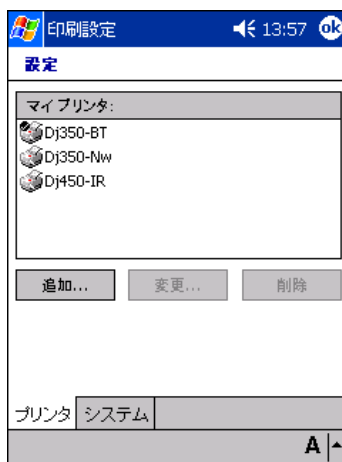 印刷設定 13:57 ok
設定
マイ プリンタ:
Dj350-BT
Dj350-Nw
Dj450-IR
追加... 変更... 削除
プリンタ システム
A